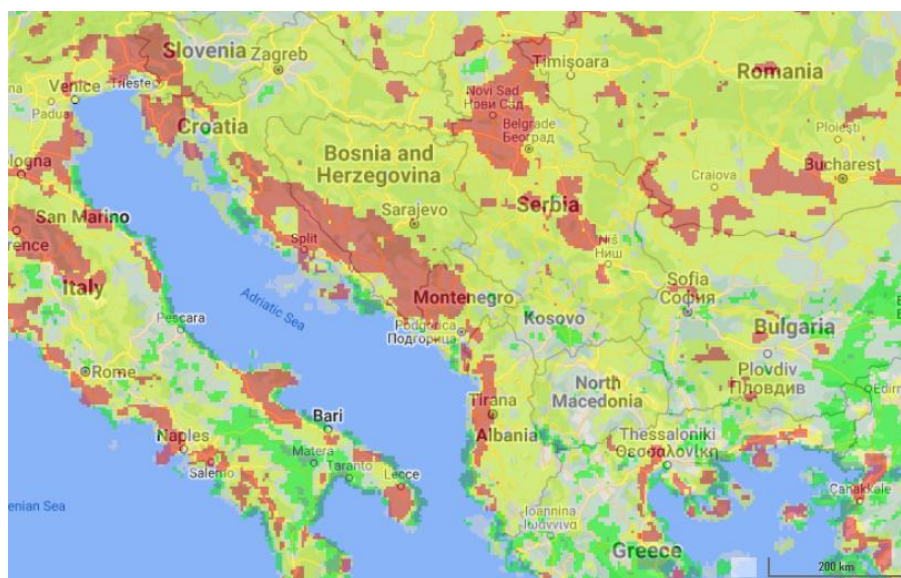 Slovenia
Zagreb
Timișoara
Romania
Venice
Trieste
Padua
Novi Sad
Нови Сад
Croatia
Belgrade
Београд
Ploiești
Bosnia and
Herzegovina
Bucharest
Craiova
San Marino
Sarajevo
Serbia
Split
Niš
Ниш
Italy
Sofia
София
Adriatic Sea
Montenegro
Pescara
Kosovo
Podgorica
Подгорица
Bulgaria
Rome
Plovdiv
Пловдив
North
Macedonia
Tirana
Bari
Albania
Thessaloniki
Θεσσαλονίκη
Naples
Matera
Salerno
Taranto
Lecce
Çanakkale
enian Sea
Ioannina
Ιωάννινα
Greece
200 km